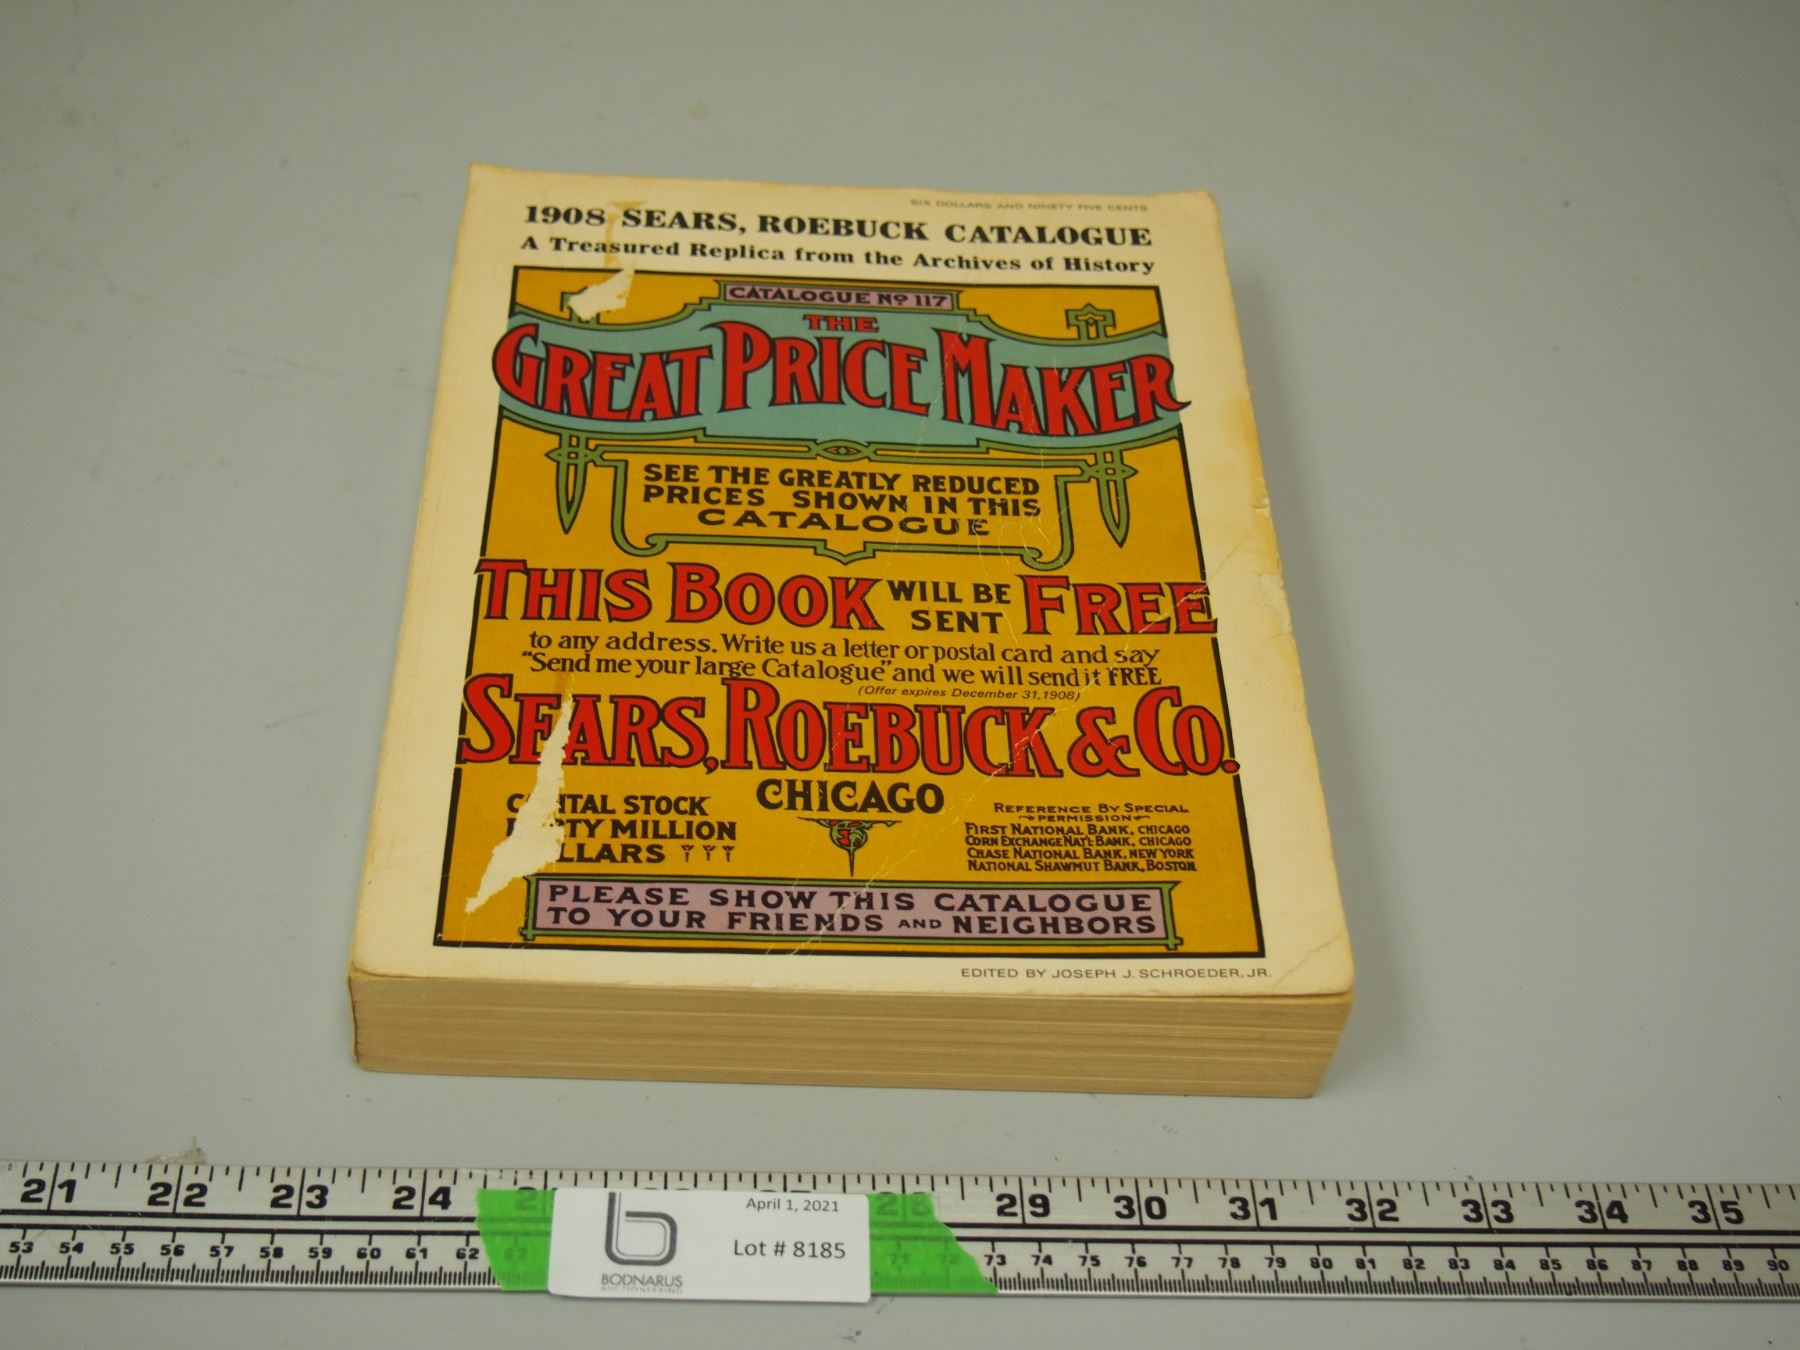 SIX DOLLARS AND NINETY FIVE CENTS
1908 SEARS, ROEBUCK CATALOGUE
A Treasured Replica from the Archives of History
CATALOGUE No 117
THE
GREAT PRICE MAKER
SEE THE GREATLY REDUCED
PRICES SHOWN IN THIS
CATALOGUE
THIS BOOK WILL BE SENT FREE
to any address. Write us a letter or postal card and say
"Send me your large Catalogue" and we will send it FREE
(Offer expires December 31, 1908)
SEARS, ROEBUCK & CO.
CHICAGO
STOCK
MILLION
REFERENCE BY SPECIAL
PERMISSION
FIRST NATIONAL BANK, CHICAGO
CORN EXCHANGE NAT'L BANK, CHICAGO
CHASE NATIONAL BANK, NEW YORK
NATIONAL SHAWMUT BANK, BOSTON
PLEASE SHOW THIS CATALOGUE
TO YOUR FRIENDS AND NEIGHBORS
EDITED BY JOSEPH J. SCHROEDER, JR.
21 22 23 24 29 30 31 32 33 34 35
53 54 55 56 57 58 59 60 61 62 63 71 72 73 74 75 76 77 78 79 80 81 82 83 84 85 86 87 88 89 90
April 1, 2021
Lot # 8185
b
BODNARUS
AUCTIONEERING